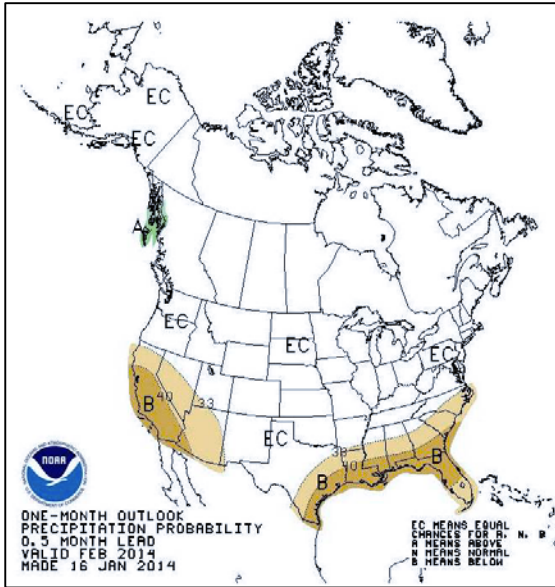 EC
EC
EC
A
EC
EC
EC
B
40
33
EC
33
40
B
B
NOAA
ONE-MONTH OUTLOOK
PRECIPITATION PROBABILITY
0.5 MONTH LEAD
VALID FEB 2014
MADE 16 JAN 2014
EC MEANS EQUAL
CHANCES FOR A, N, B
A MEANS ABOVE
N MEANS NORMAL
B MEANS BELOW